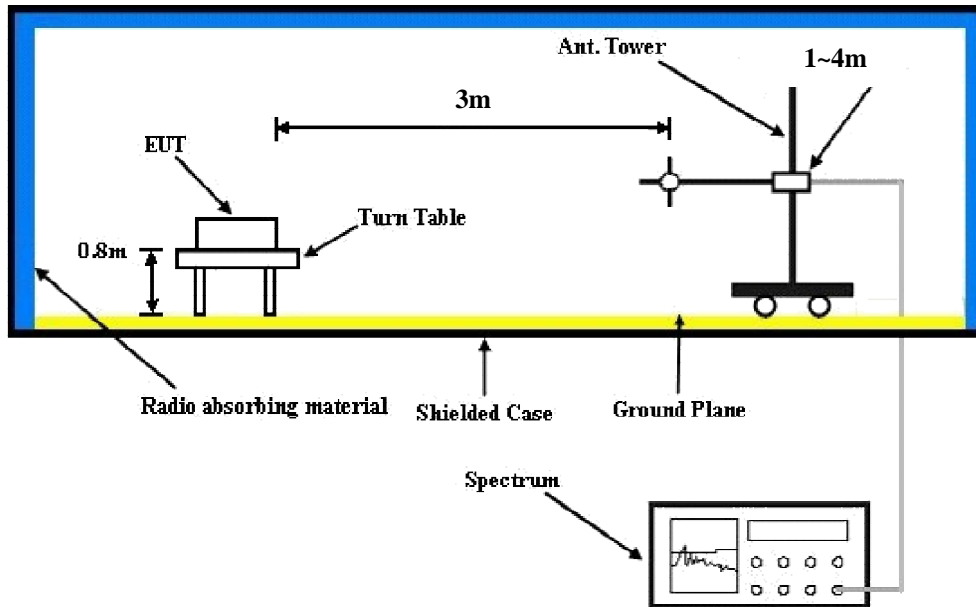 Ant. Tower
1~4m
3m
EUT
Turn Table
0.8m
Radio absorbing material
Shielded Case
Ground Plane
Spectrum